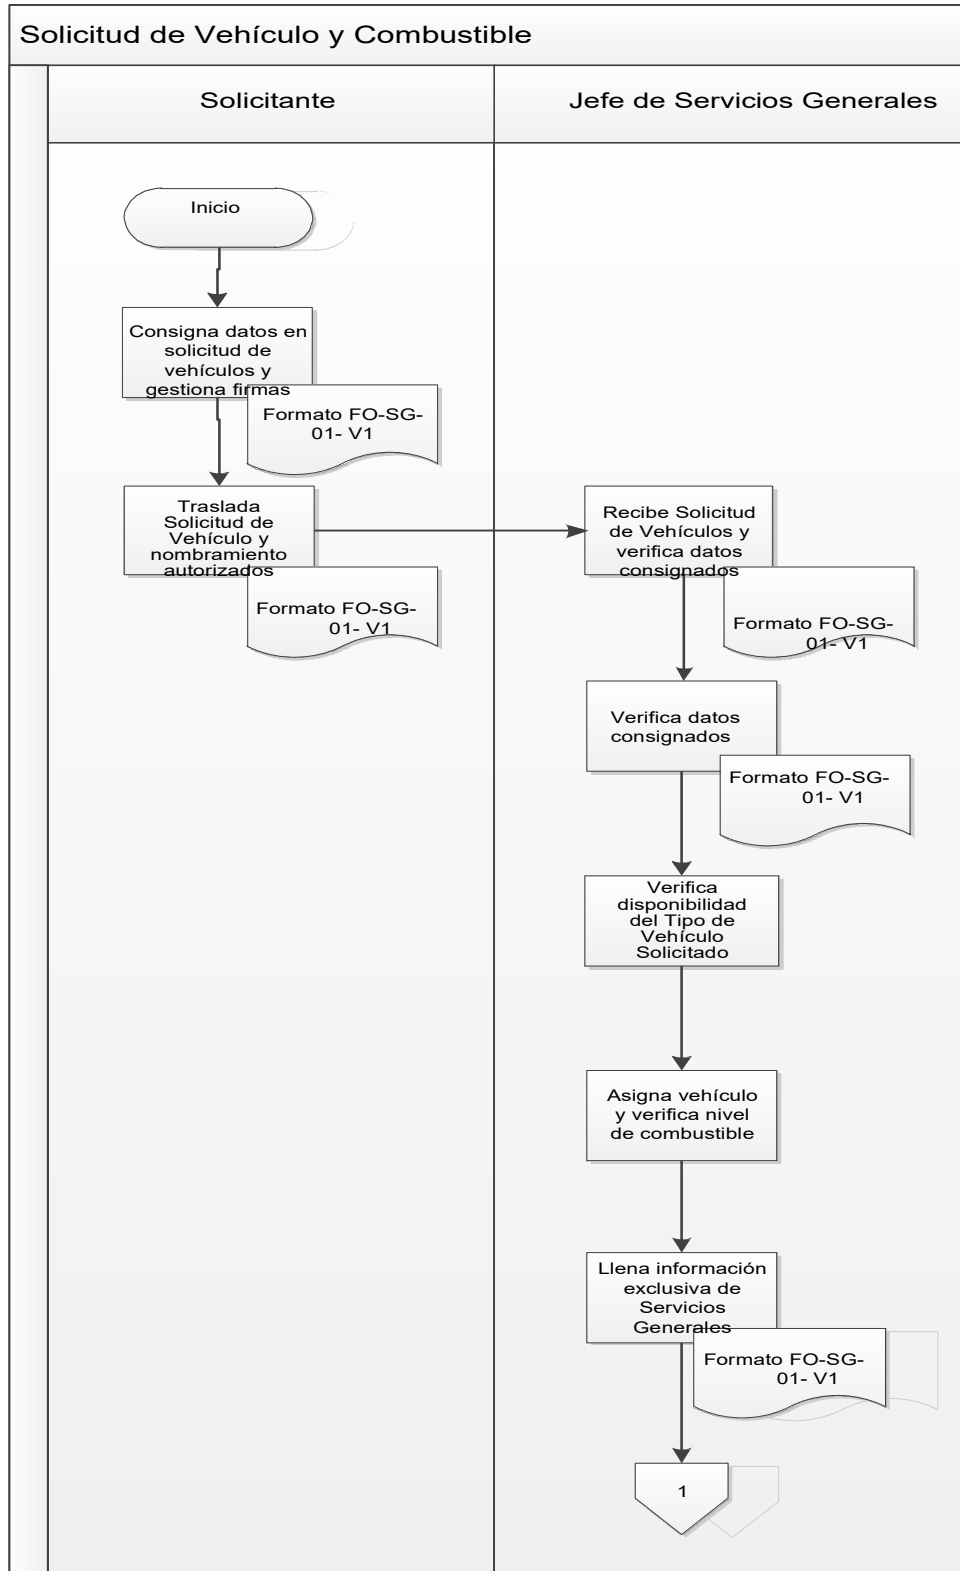 Solicitud de Vehículo y Combustible
Solicitante
Jefe de Servicios Generales
Inicio
Consigna datos en
solicitud de
vehículos y
gestiona firmas
Formato FO-SG-
01- V1
Traslada
Solicitud de
Vehículo y
nombramiento
autorizados
Formato FO-SG-
01- V1
Recibe Solicitud
de Vehículos y
verifica datos
consignados
Formato FO-SG-
01- V1
Verifica datos
consignados
Formato FO-SG-
01- V1
Verifica
disponibilidad
del Tipo de
Vehículo
Solicitado
Asigna vehículo
y verifica nivel
de combustible
Llena información
exclusiva de
Servicios
Generales
Formato FO-SG-
01- V1
1